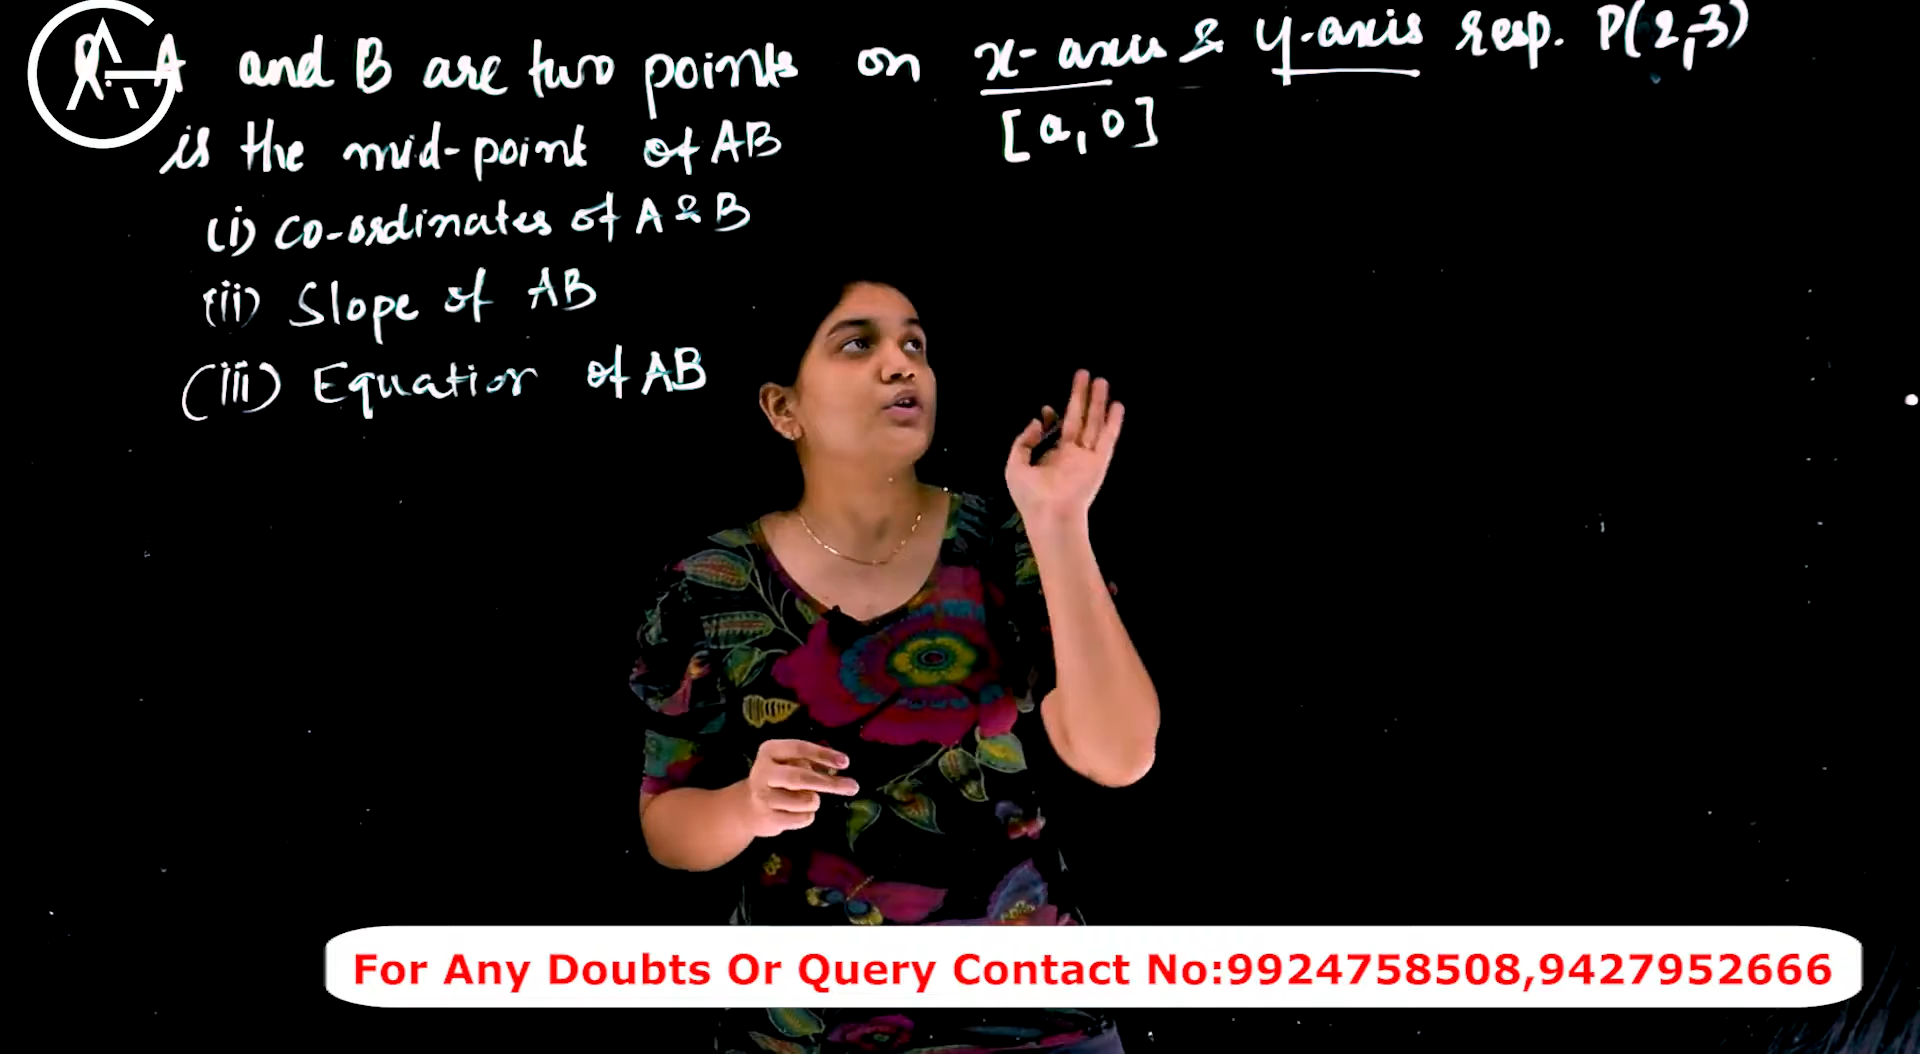 Q. A and B are two points on x-axis & y-axis resp. P(2,3)
[a, 0]
is the mid-point of AB
(i) co-ordinates of A & B
(ii) Slope of AB
(iii) Equation of AB
For Any Doubts Or Query Contact No:9924758508,9427952666